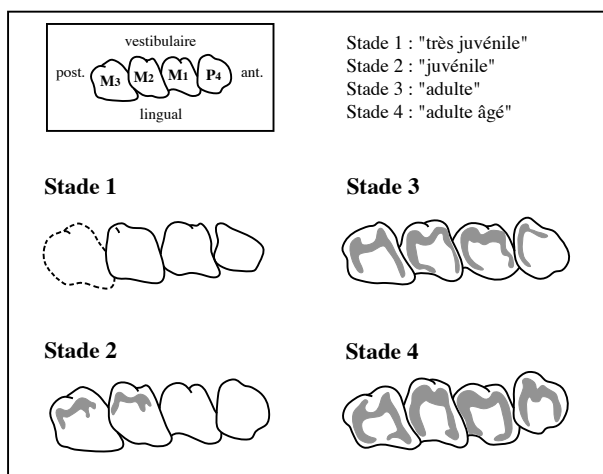 vestibulaire
post. M3 M2 M1 P4 ant.
lingual
Stade 1 : "très juvénile"
Stade 2 : "juvénile"
Stade 3 : "adulte"
Stade 4 : "adulte âgé"
Stade 1
Stade 3
Stade 2
Stade 4